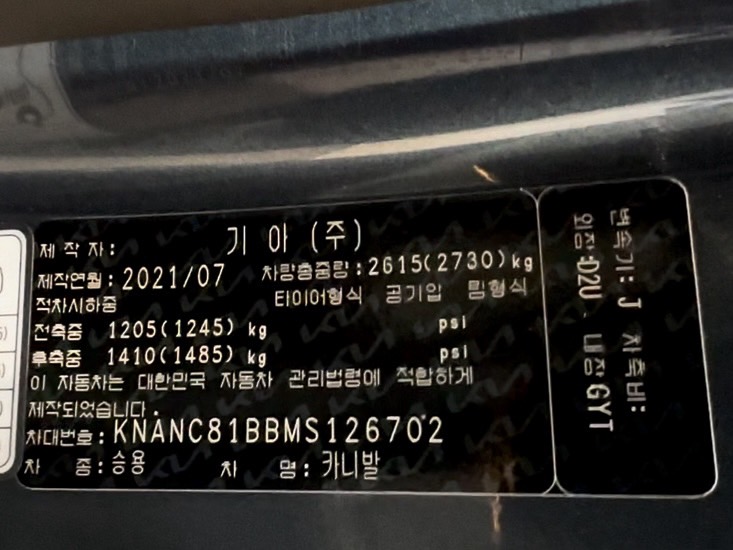 제 작 자 : 기 아 (주)
제작연월 : 2021/07 차량총중량 : 2615(2730) kg
적차시하중 타이어형식 공기압 림형식
전축중 1205(1245) kg psi
후축중 1410(1485) kg psi
이 자동차는 대한민국 자동차 관리법령에 적합하게
제작되었습니다.
차대번호 : KNANC81BBMS126702
차 종 : 승용 차 명 : 카니발
변속기 : J 차축비 :
외장 : D2U 내장 GYT